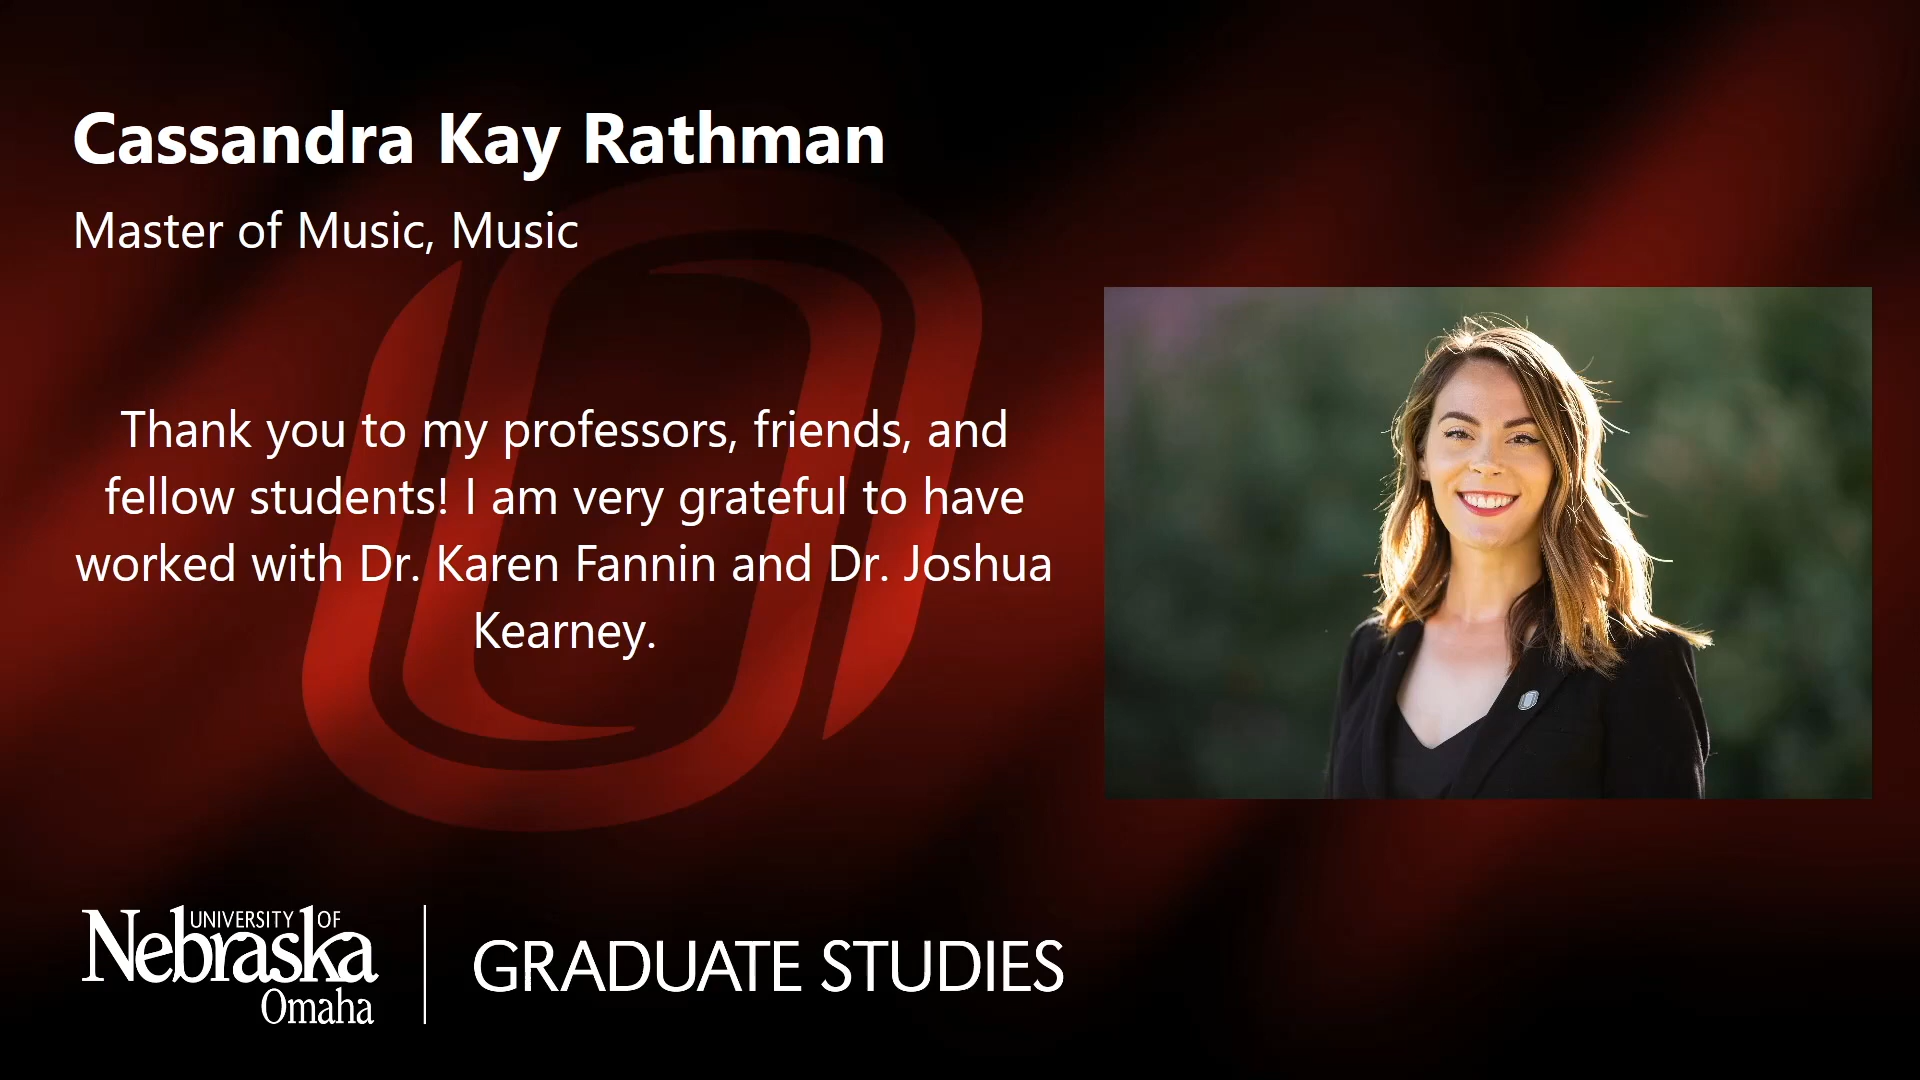 Cassandra Kay Rathman
Master of Music, Music
Thank you to my professors, friends, and
fellow students! I am very grateful to have
worked with Dr. Karen Fannin and Dr. Joshua
Kearney.
UNIVERSITY OF
Nebraska
Omaha
GRADUATE STUDIES